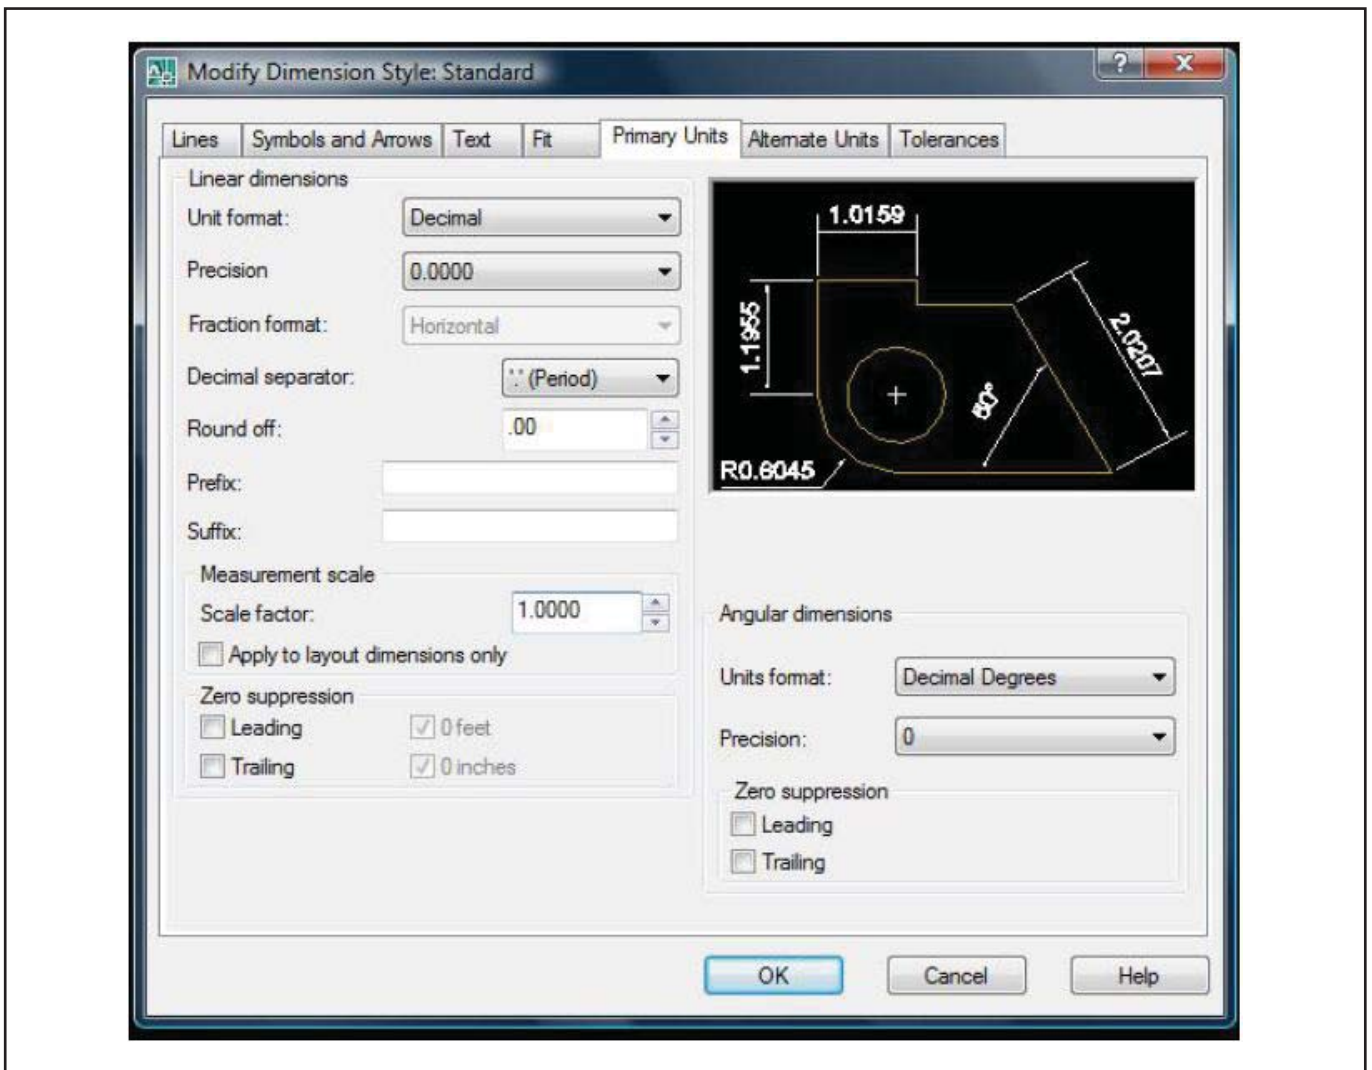 Modify Dimension Style: Standard
Lines Symbols and Arrows Text Fit Primary Units Alternate Units Tolerances
Linear dimensions
Unit format: Decimal
Precision 0.0000
Fraction format: Horizontal
Decimal separator: '.' (Period)
Round off: .00
Prefix:
Suffix:
Measurement scale
Scale factor: 1.0000
Apply to layout dimensions only
Zero suppression
Leading 0 feet
Trailing 0 inches
1.0159
1.1955
2.0207
60°
R0.8045
Angular dimensions
Units format: Decimal Degrees
Precision: 0
Zero suppression
Leading
Trailing
OK Cancel Help